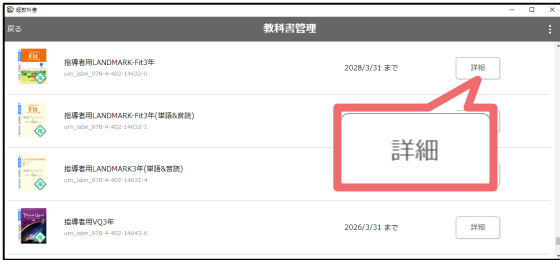 超教科書
戻る
教科書管理
Fit
指導者用LANDMARK-Fit3年
urn_isbn_978-4-402-14632-0
2028/3/31 まで
詳細
Fit
指導者用LANDMARK-Fit3年(単語&音読)
urn_isbn_978-4-402-14632-1
詳細
指導者用LANDMARK3年(単語&音読)
urn_isbn_978-4-402-14631-4
指導者用VQ3年
urn_isbn_978-4-402-14643-6
2026/3/31 まで
詳細